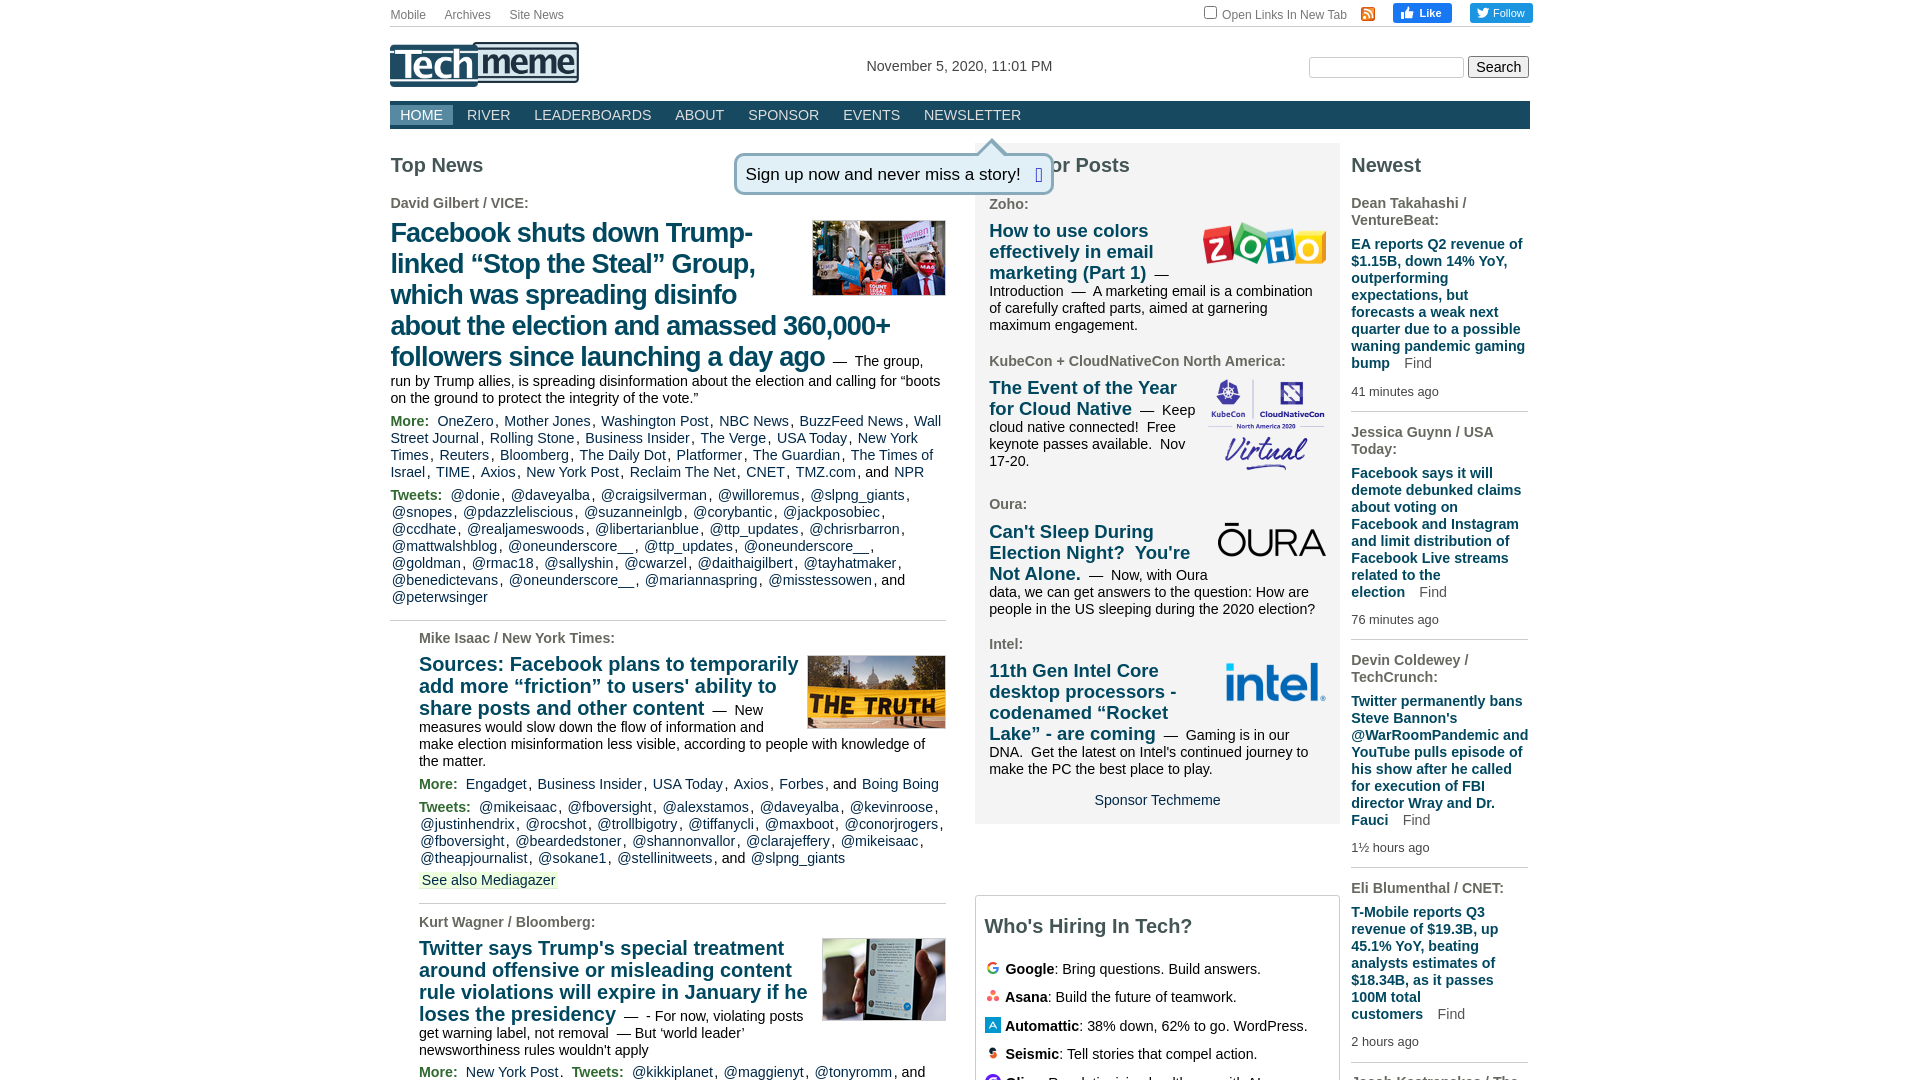 Mobile Archives Site News
Open Links In New Tab
Like
Follow
Techmeme
November 5, 2020, 11:01 PM
Search
HOME RIVER LEADERBOARDS ABOUT SPONSOR EVENTS NEWSLETTER
Sign up now and never miss a story!
Top News
David Gilbert / VICE:
Facebook shuts down Trump-
linked “Stop the Steal” Group,
which was spreading disinfo
about the election and amassed 360,000+
followers since launching a day ago — The group,
run by Trump allies, is spreading disinformation about the election and calling for “boots
on the ground to protect the integrity of the vote.”
More: OneZero, Mother Jones, Washington Post, NBC News, BuzzFeed News, Wall
Street Journal, Rolling Stone, Business Insider, The Verge, USA Today, New York
Times, Reuters, Bloomberg, The Daily Dot, Platformer, The Guardian, The Times of
Israel, TIME, Axios, New York Post, Reclaim The Net, CNET, TMZ.com, and NPR
Tweets: @donie, @daveyalba, @craigsilverman, @willoremus, @slpng_giants,
@snopes, @pdazzleliscious, @suzanneinlgb, @corybantic, @jackposobiec,
@ccdhate, @realjameswoods, @libertarianblue, @ttp_updates, @chrisrbarron,
@mattwalshblog, @oneunderscore__, @ttp_updates, @oneunderscore__,
@goldman, @rmac18, @sallyshin, @cwarzel, @daithaigilbert, @tayhatmaker,
@benedictevans, @oneunderscore__, @mariannaspring, @misstessowen, and
@peterwsinger
Mike Isaac / New York Times:
Sources: Facebook plans to temporarily
add more “friction” to users' ability to
share posts and other content — New
measures would slow down the flow of information and
make election misinformation less visible, according to people with knowledge of
the matter.
THE TRUTH
More: Engadget, Business Insider, USA Today, Axios, Forbes, and Boing Boing
Tweets: @mikeisaac, @fboversight, @alexstamos, @daveyalba, @kevinroose,
@justinhendrix, @rocshot, @trollbigotry, @tiffanycli, @maxboot, @conorjrogers,
@fboversight, @beardedstoner, @shannonvallor, @clarajeffery, @mikeisaac,
@theapjournalist, @sokane1, @stellinitweets, and @slpng_giants
See also Mediagazer
Kurt Wagner / Bloomberg:
Twitter says Trump's special treatment
around offensive or misleading content
rule violations will expire in January if he
loses the presidency — - For now, violating posts
get warning label, not removal — But ‘world leader’
newsworthiness rules wouldn't apply
More: New York Post. Tweets: @kikkiplanet, @maggienyt, @tonyromm, and
or Posts
Zoho:
How to use colors
effectively in email
marketing (Part 1) —
Introduction — A marketing email is a combination
of carefully crafted parts, aimed at garnering
maximum engagement.
ZOHO
KubeCon + CloudNativeCon North America:
The Event of the Year
for Cloud Native — Keep
cloud native connected! Free
keynote passes available. Nov
17-20.
KubeCon CloudNativeCon
North America 2020
Virtual
Oura:
Can't Sleep During
Election Night? You're
Not Alone. — Now, with Oura
data, we can get answers to the question: How are
people in the US sleeping during the 2020 election?
ŌURA
Intel:
11th Gen Intel Core
desktop processors -
codenamed “Rocket
Lake” - are coming — Gaming is in our
DNA. Get the latest on Intel's continued journey to
make the PC the best place to play.
intel®
Sponsor Techmeme
Who's Hiring In Tech?
Google: Bring questions. Build answers.
Asana: Build the future of teamwork.
Automattic: 38% down, 62% to go. WordPress.
Seismic: Tell stories that compel action.
Newest
Dean Takahashi /
VentureBeat:
EA reports Q2 revenue of
$1.15B, down 14% YoY,
outperforming
expectations, but
forecasts a weak next
quarter due to a possible
waning pandemic gaming
bump Find
41 minutes ago
Jessica Guynn / USA
Today:
Facebook says it will
demote debunked claims
about voting on
Facebook and Instagram
and limit distribution of
Facebook Live streams
related to the
election Find
76 minutes ago
Devin Coldewey /
TechCrunch:
Twitter permanently bans
Steve Bannon's
@WarRoomPandemic and
YouTube pulls episode of
his show after he called
for execution of FBI
director Wray and Dr.
Fauci Find
1½ hours ago
Eli Blumenthal / CNET:
T-Mobile reports Q3
revenue of $19.3B, up
45.1% YoY, beating
analysts estimates of
$18.34B, as it passes
100M total
customers Find
2 hours ago